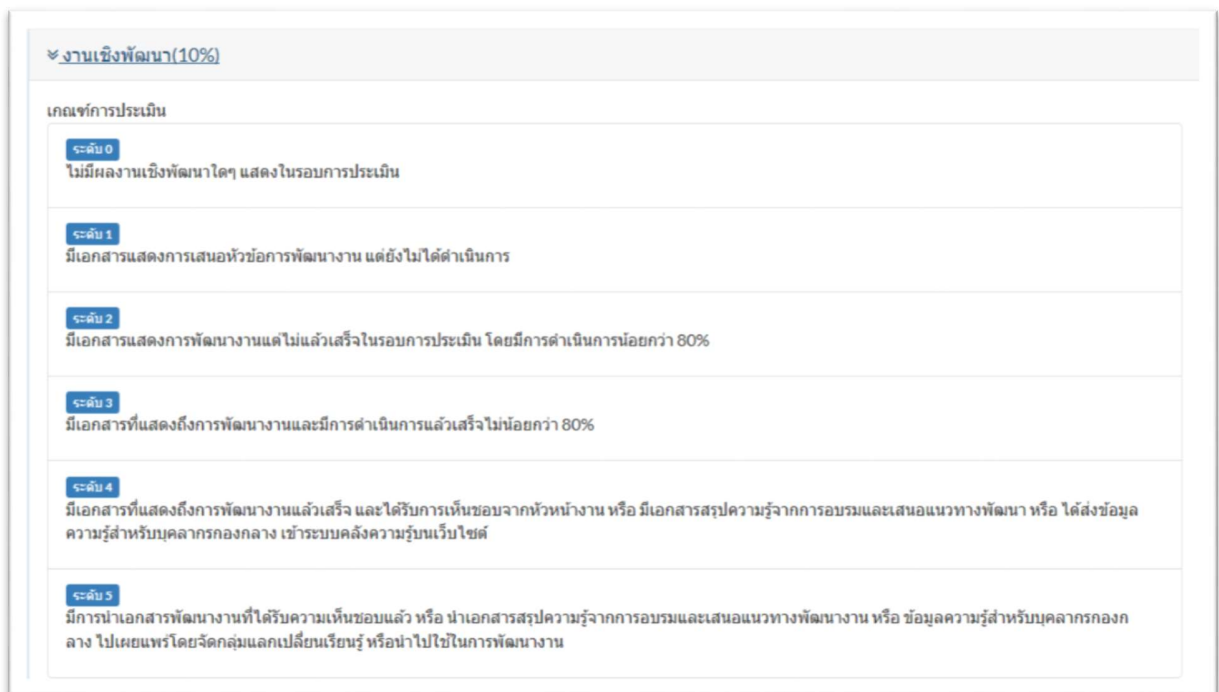 งานเชิงพัฒนา(10%)
เกณฑ์การประเมิน
ระดับ 0
ไม่มีผลงานเชิงพัฒนาใดๆ แสดงในรอบการประเมิน
ระดับ 1
มีเอกสารแสดงการเสนอหัวข้อการพัฒนางาน แต่ยังไม่ได้ดำเนินการ
ระดับ 2
มีเอกสารแสดงการพัฒนางานแต่ไม่แล้วเสร็จในรอบการประเมิน โดยมีการดำเนินการน้อยกว่า 80%
ระดับ 3
มีเอกสารที่แสดงถึงการพัฒนางานและมีการดำเนินการแล้วเสร็จไม่น้อยกว่า 80%
ระดับ 4
มีเอกสารที่แสดงถึงการพัฒนางานแล้วเสร็จ และได้รับการเห็นชอบจากหัวหน้างาน หรือ มีเอกสารสรุปความรู้จากการอบรมและเสนอแนวทางพัฒนา หรือ ได้ส่งข้อมูล
ความรู้สำหรับบุคลากรกองกลาง เข้าระบบคลังความรู้บนเว็บไซต์
ระดับ 5
มีการนำเอกสารพัฒนางานที่ได้รับความเห็นชอบแล้ว หรือ นำเอกสารสรุปความรู้จากการอบรมและเสนอแนวทางพัฒนางาน หรือ ข้อมูลความรู้สำหรับบุคลากรกองก
ลาง ไปเผยแพร่โดยจัดกลุ่มแลกเปลี่ยนเรียนรู้ หรือนำไปใช้ในการพัฒนางาน